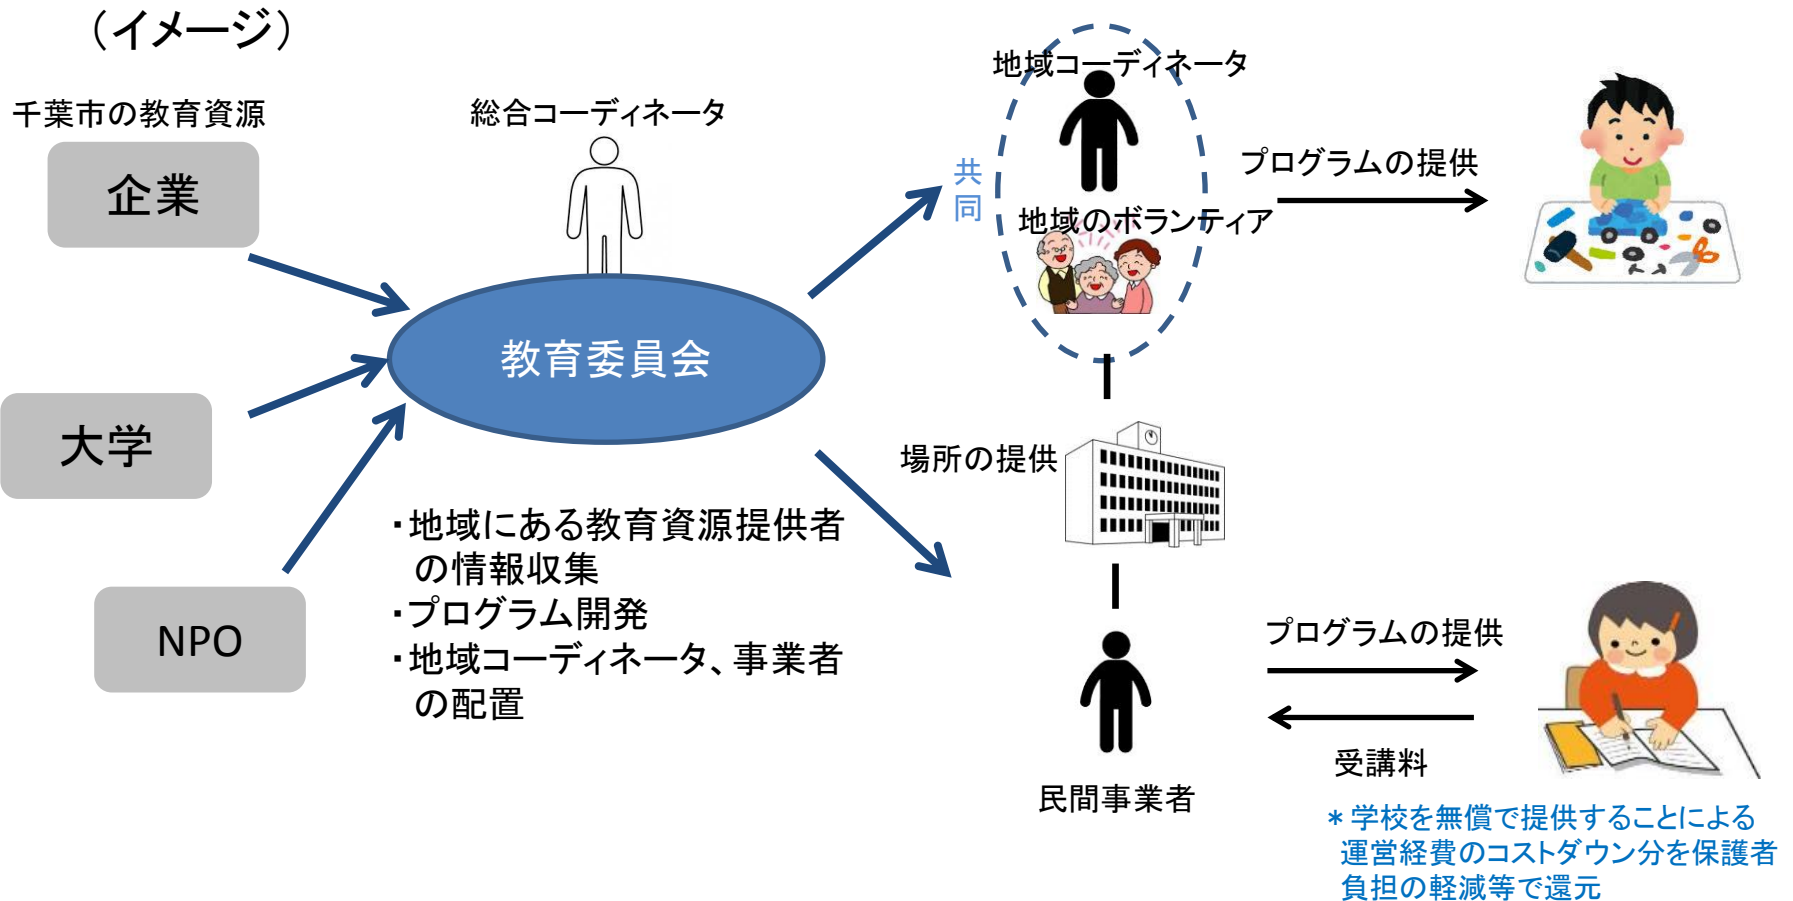 （イメージ）
千葉市の教育資源
企業
大学
NPO
総合コーディネータ
教育委員会
・地域にある教育資源提供者
の情報収集
・プログラム開発
・地域コーディネータ、事業者
の配置
地域コーディネータ
共同
地域のボランティア
プログラムの提供
場所の提供
民間事業者
プログラムの提供
受講料
＊学校を無償で提供することによる
運営経費のコストダウン分を保護者
負担の軽減等で還元